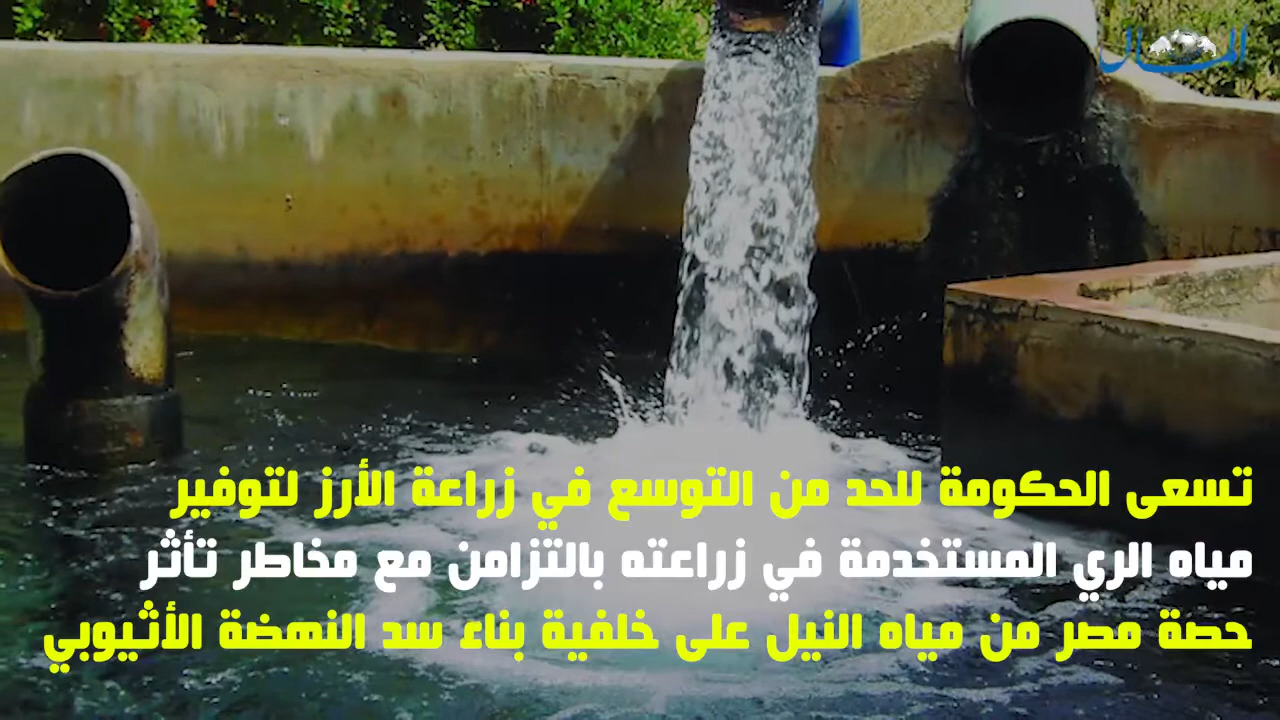 المال
تسعى الحكومة للحد من التوسع في زراعة الأرز لتوفير
مياه الري المستخدمة في زراعته بالتزامن مع مخاطر تأثر
حصة مصر من مياه النيل على خلفية بناء سد النهضة الأثيوبي